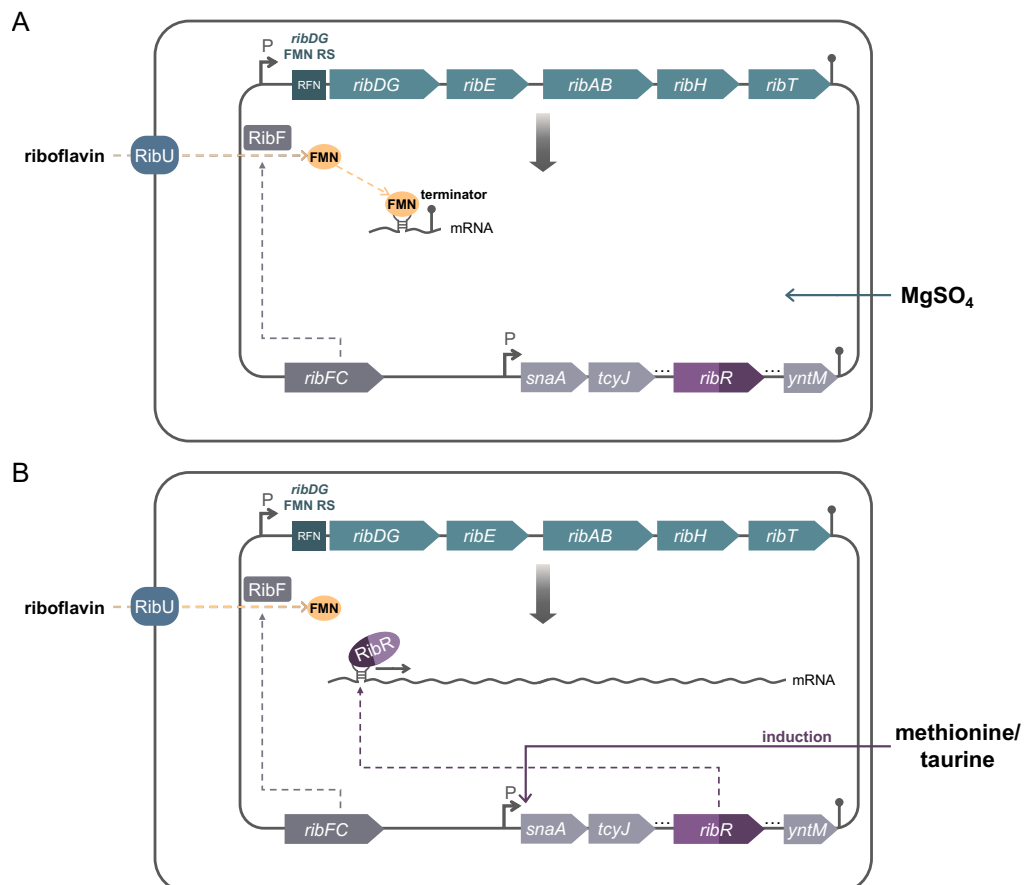 A
P
ribDG
FMN RS
RFN
ribDG
ribE
ribAB
ribH
ribT
riboflavin
RibU
RibF
FMN
FMN
terminator
mRNA
MgSO₄
P
ribFC
snaA
tcyJ
...
ribR
...
yntM
B
P
ribDG
FMN RS
RFN
ribDG
ribE
ribAB
ribH
ribT
riboflavin
RibU
RibF
FMN
RibR
mRNA
induction
methionine/
taurine
P
ribFC
snaA
tcyJ
...
ribR
...
yntM